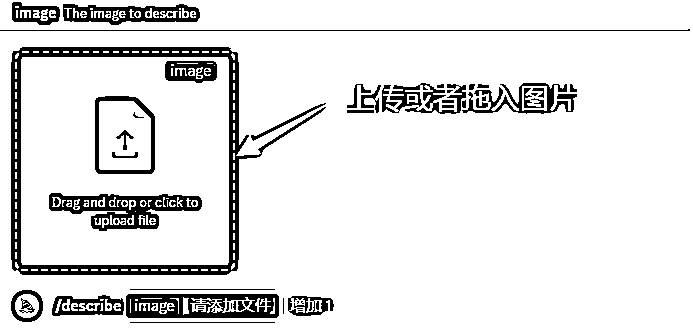 image The image to describe
image
上传或者拖入图片
Drag and drop or click to
upload file
/describe image 请添加文件 增加 1